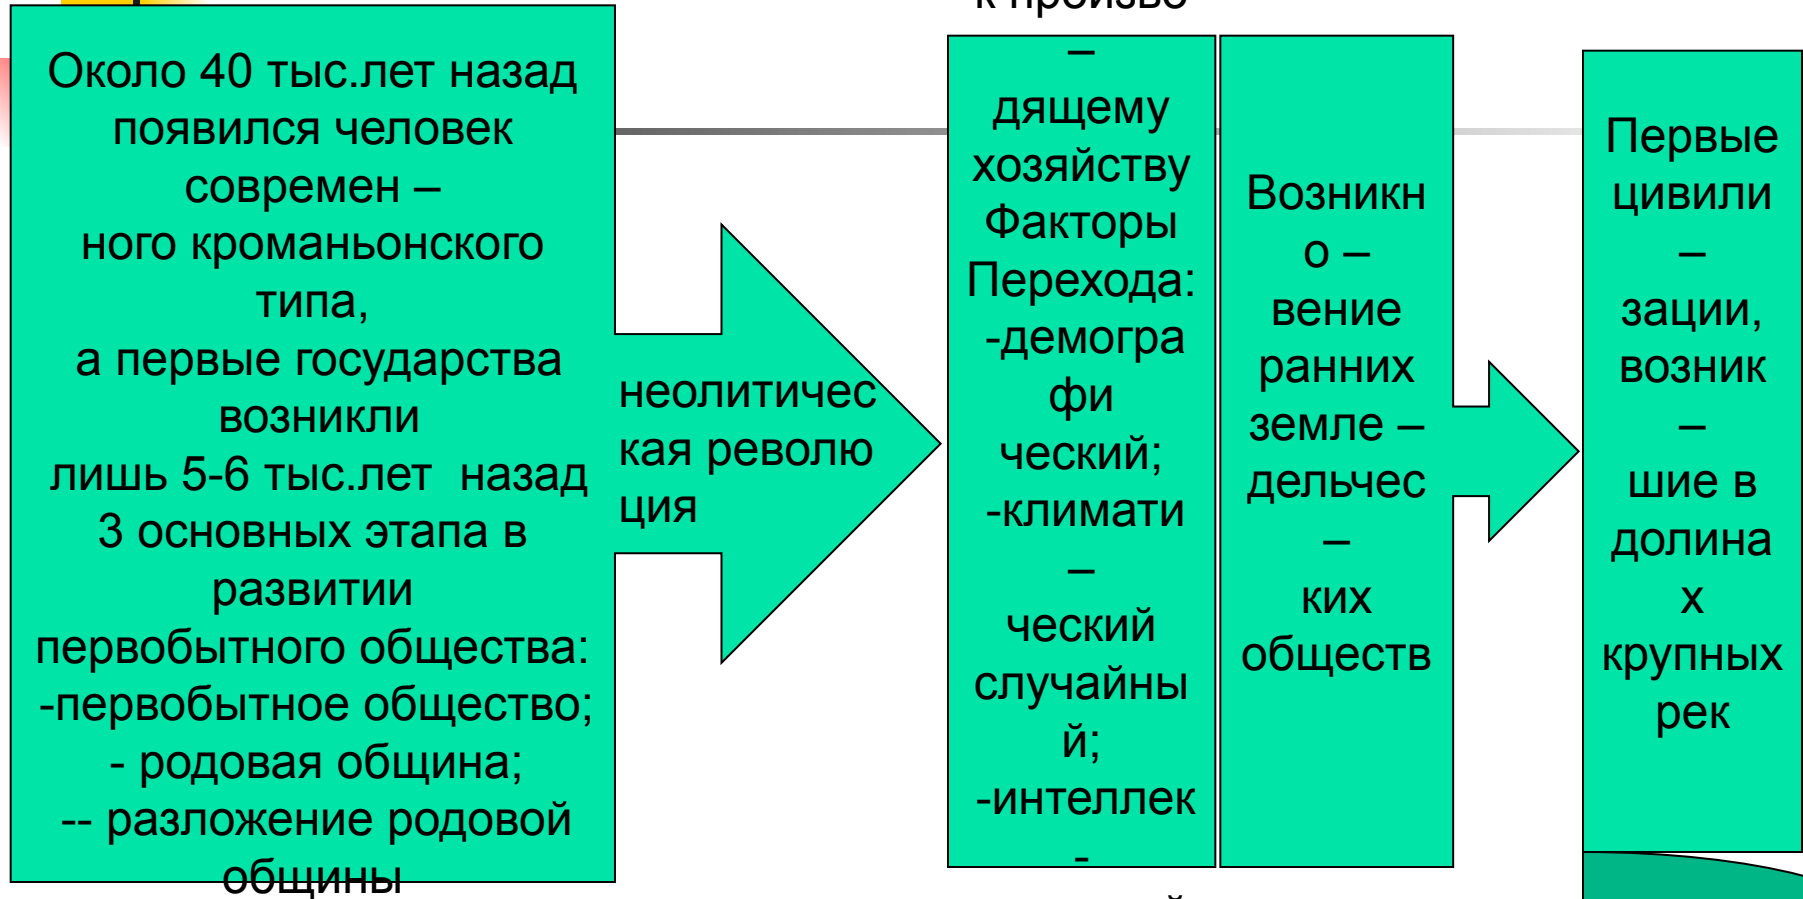 Около 40 тыс.лет назад
появился человек
современ –
ного кроманьонского
типа,
а первые государства
возникли
лишь 5-6 тыс.лет назад
3 основных этапа в
развитии
первобытного общества:
-первобытное общество;
- родовая община;
-- разложение родовой
общины
неолитичес
кая револю
ция
к произво
–
дящему
хозяйству
Факторы
Перехода:
-демогра
фи
ческий;
-климати
–
ческий
случайны
й;
-интеллек
-
Возникн
о –
вение
ранних
земле –
дельчес
–
ких
обществ
Первые
цивили
–
зации,
возник
–
шие в
долина
х
крупных
рек